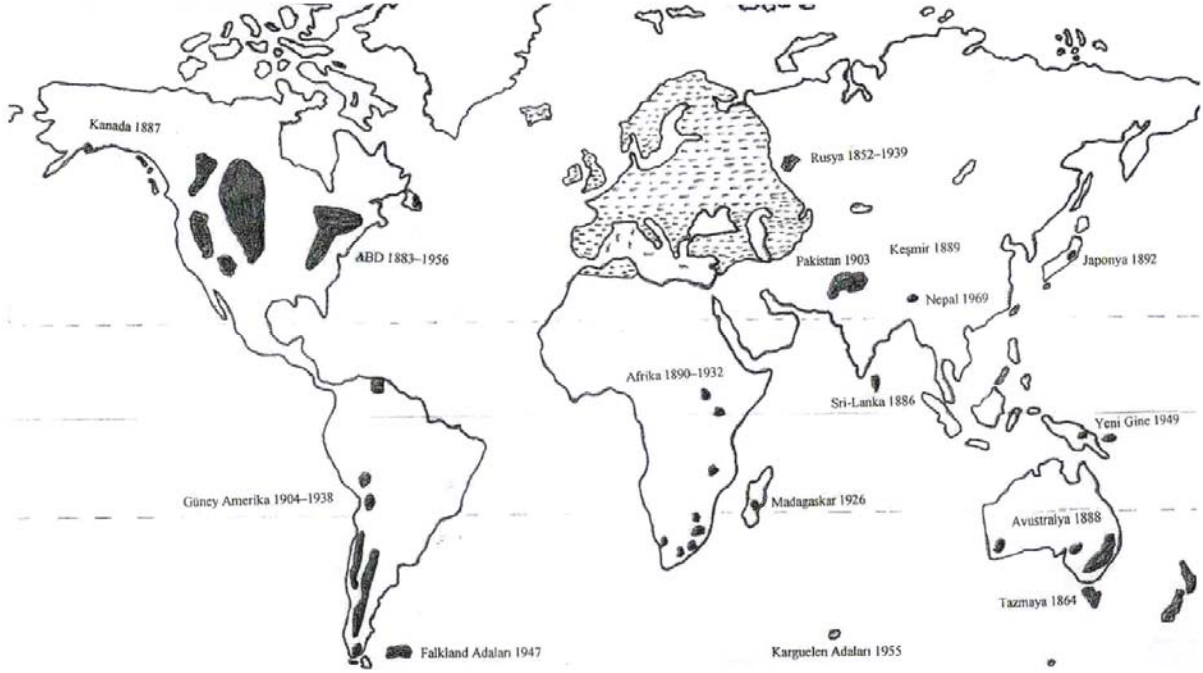 Kanada 1887
Rusya 1852–1939
ABD 1883–1956
Keşmir 1889
Pakistan 1903
Japonya 1892
Nepal 1969
Afrika 1890–1932
Sri-Lanka 1886
Yeni Gine 1949
Güney Amerika 1904–1938
Madagaskar 1926
Avustralya 1888
Tazmaya 1864
Falkland Adaları 1947
Karguelen Adaları 1955